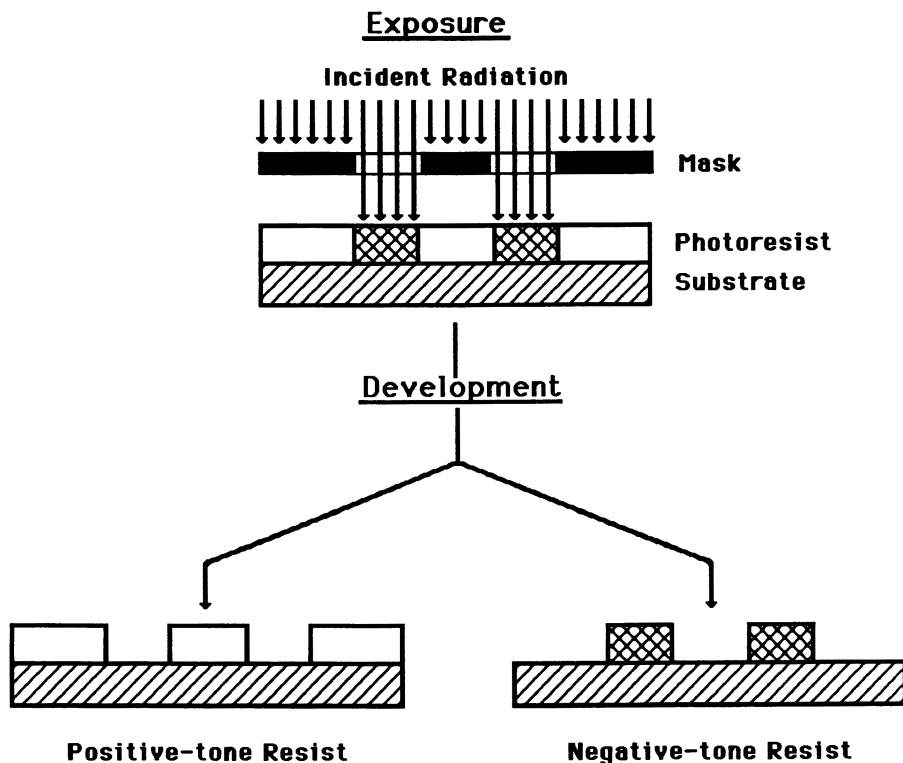 Exposure
Incident Radiation
Mask
Photoresist
Substrate
Development
Positive-tone Resist
Negative-tone Resist